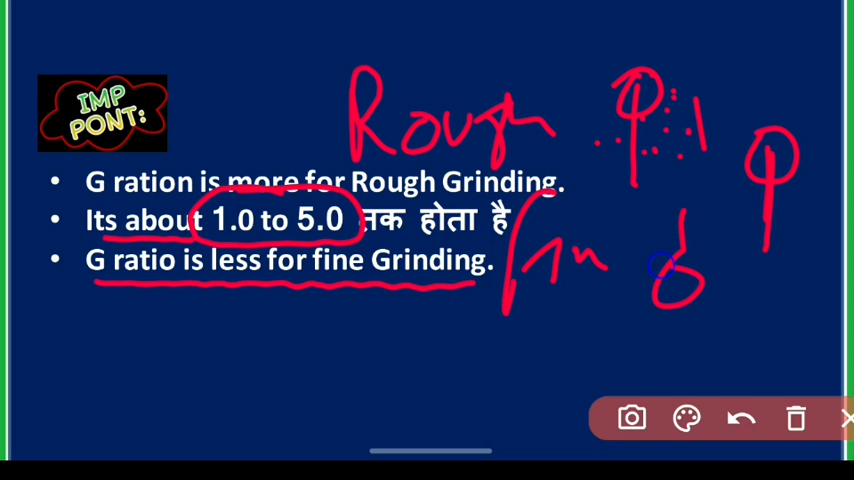 IMP
PONT:
Rough
• G ration is more for Rough Grinding.
• Its about 1.0 to 5.0 तक होता है
• G ratio is less for fine Grinding.